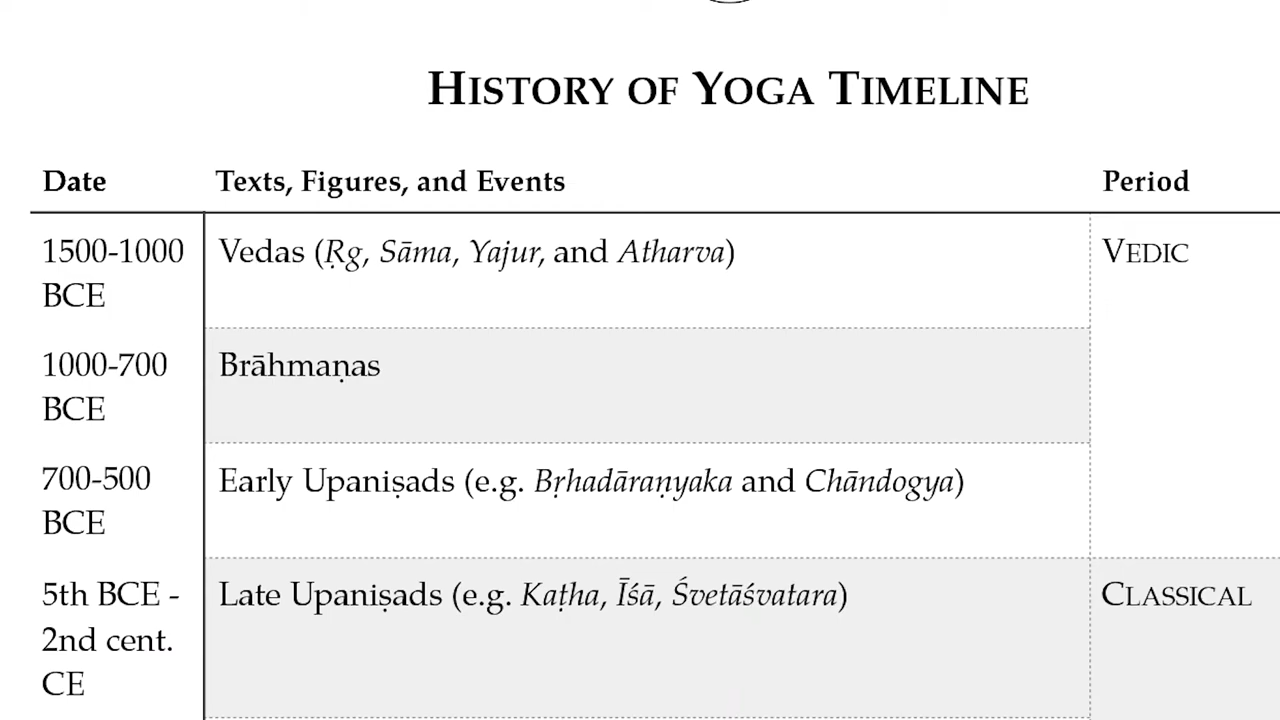 HISTORY OF YOGA TIMELINE
Date Texts, Figures, and Events Period
1500-1000 Vedas (Ṛg, Sāma, Yajur, and Atharva) VEDIC
BCE
1000-700 Brāhmaṇas
BCE
700-500 Early Upaniṣads (e.g. Bṛhadāraṇyaka and Chāndogya)
BCE
5th BCE - Late Upaniṣads (e.g. Kaṭha, Īśā, Śvetāśvatara) CLASSICAL
2nd cent.
CE